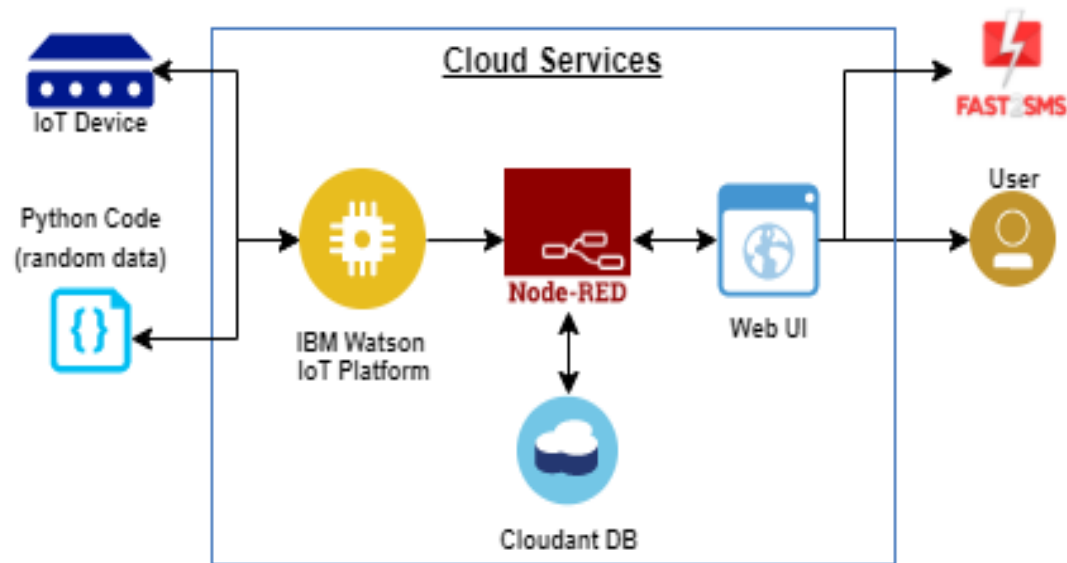 Cloud Services
IoT Device
FAST2SMS
Python Code
(random data)
{}
User
Node-RED
Web UI
IBM Watson
IoT Platform
Cloudant DB